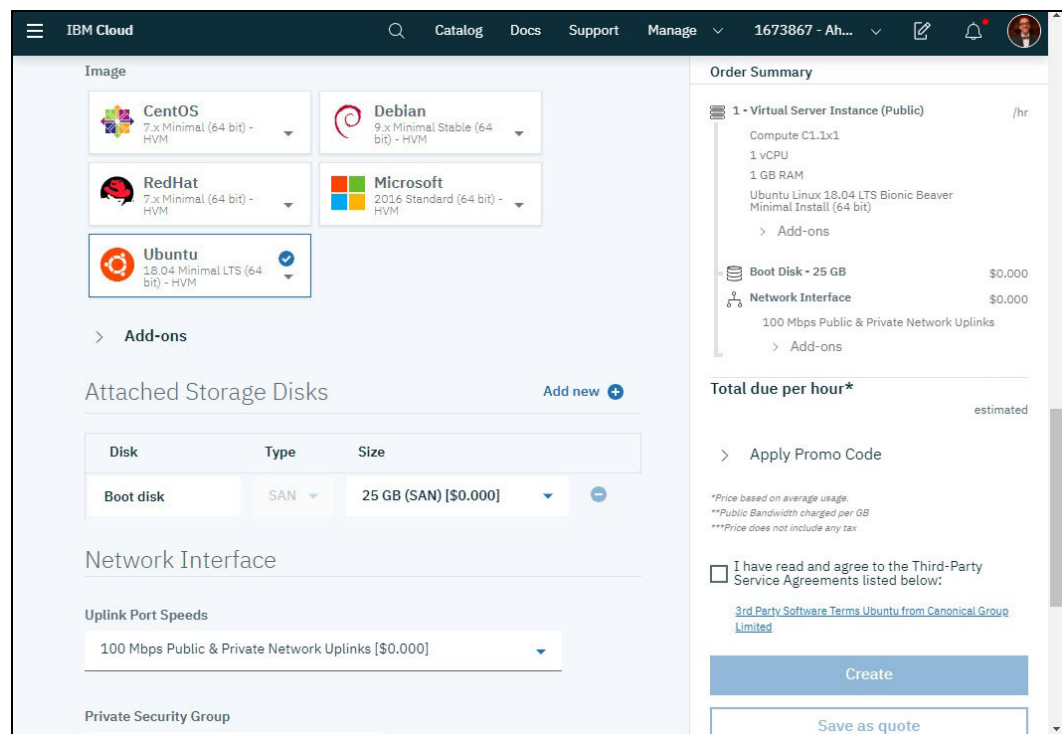 IBM Cloud
Catalog
Docs
Support
Manage
1673867 - Ah...
Image
CentOS
7.x Minimal (64 bit) -
HVM
Debian
9.x Minimal Stable (64
bit) - HVM
RedHat
7.x Minimal (64 bit) -
HVM
Microsoft
2016 Standard (64 bit) -
HVM
Ubuntu
18.04 Minimal LTS (64
bit) - HVM
Add-ons
Attached Storage Disks
Add new
Disk Type Size
Boot disk SAN 25 GB (SAN) [$0.000]
Network Interface
Uplink Port Speeds
100 Mbps Public & Private Network Uplinks [$0.000]
Private Security Group
Order Summary
1 - Virtual Server Instance (Public) /hr
Compute C1.1x1
1 vCPU
1 GB RAM
Ubuntu Linux 18.04 LTS Bionic Beaver
Minimal Install (64 bit)
Add-ons
Boot Disk - 25 GB $0.000
Network Interface $0.000
100 Mbps Public & Private Network Uplinks
Add-ons
Total due per hour*
estimated
Apply Promo Code
*Price based on average usage.
**Public Bandwidth charged per GB
***Price does not include any tax
I have read and agree to the Third-Party
Service Agreements listed below:
3rd Party Software Terms Ubuntu from Canonical Group
Limited
Create
Save as quote